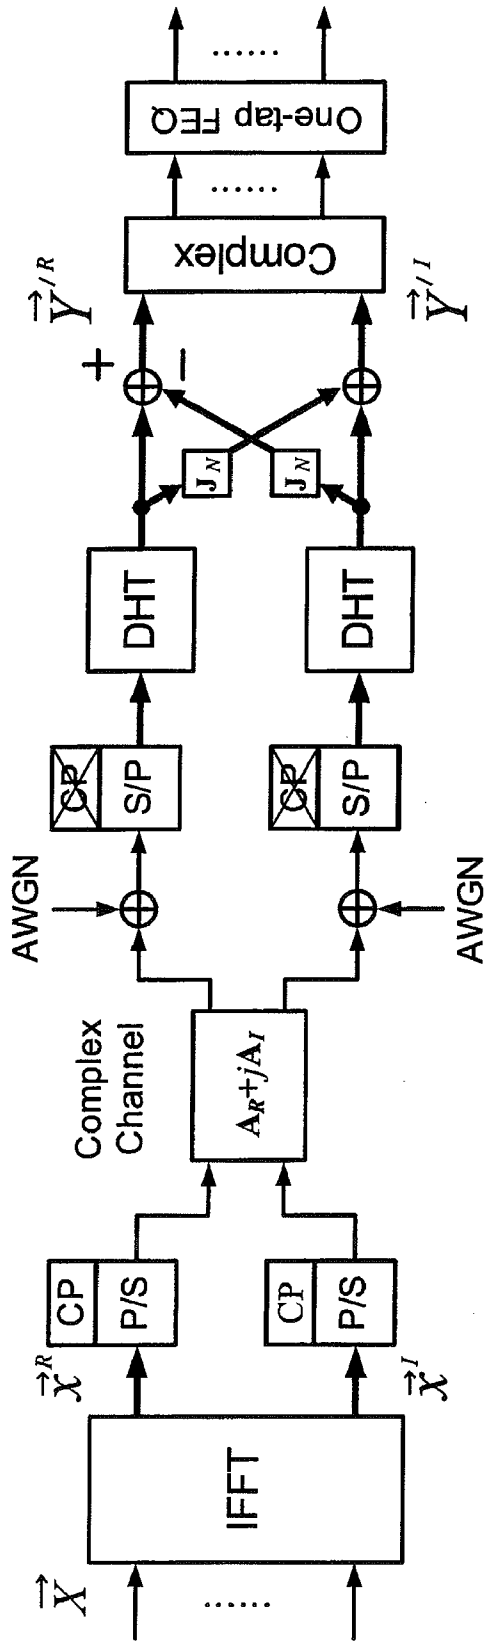 X
......
IFFT
x R
x I
CP
P/S
CP
P/S
Complex
Channel
A_R+jA_I
AWGN
AWGN
CP
S/P
CP
S/P
DHT
DHT
J_N
J_N
+
−
Y /R
Y /I
Complex
......
One-tap FEQ
......